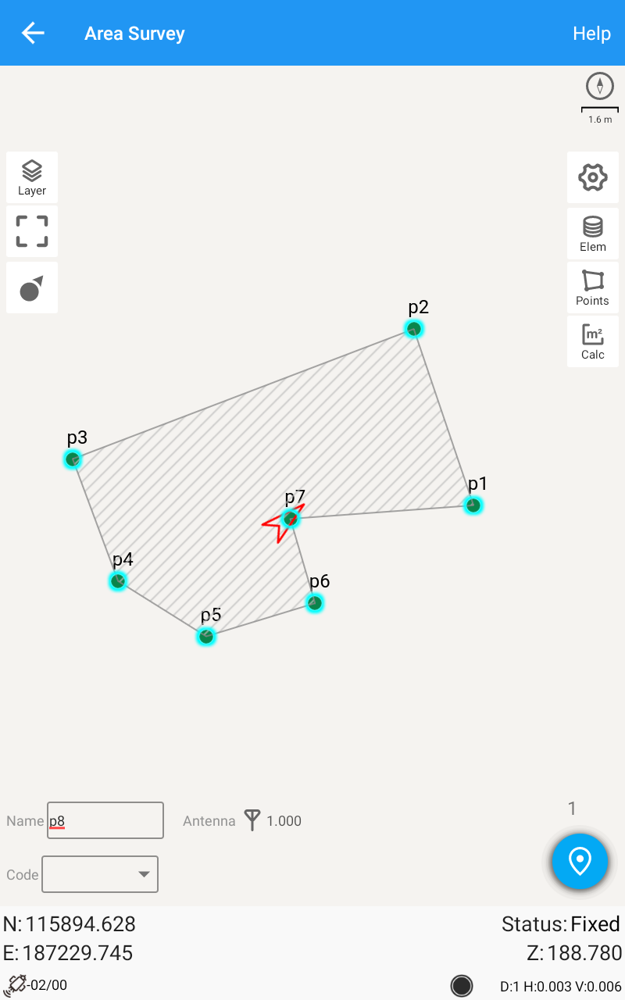 Area Survey
Help
1.6 m
Layer
Elem
Points
m²
Calc
p2
p3
p1
p7
p4
p6
p5
1
Name p8 Antenna 1.000
Code
N: 115894.628 Status: Fixed
E: 187229.745 Z: 188.780
-02/00 D:1 H:0.003 V:0.006